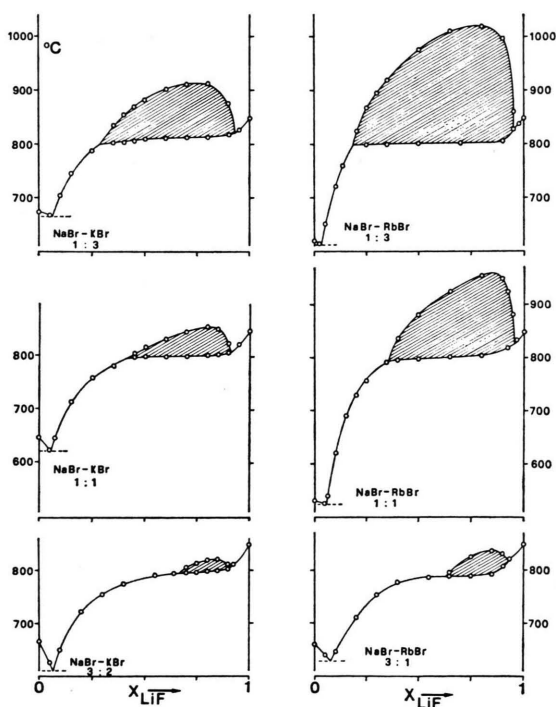 1000
°C
900
800
700
NaBr-KBr
1 : 3
1000
900
800
700
NaBr-RbBr
1 : 3
800
700
600
NaBr-KBr
1 : 1
900
800
700
600
NaBr-RbBr
1 : 1
800
700
NaBr-KBr
3 : 2
0
X LiF
1
800
700
NaBr-RbBr
3 : 1
0
X LiF
1